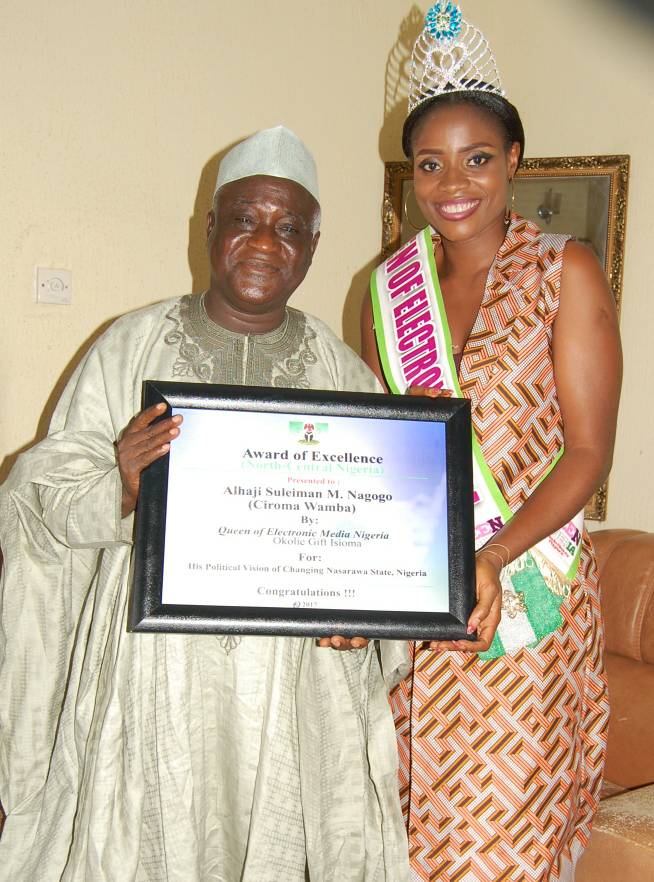 Award of Excellence
(North-Central Nigeria)
Presented to:
Alhaji Suleiman M. Nagogo
(Ciroma Wamba)
By:
Queen of Electronic Media Nigeria
Okolie Gift Isioma
For:
His Political Vision of Changing Nasarawa State, Nigeria
Congratulations !!!
@2017
N OF ELECTRO